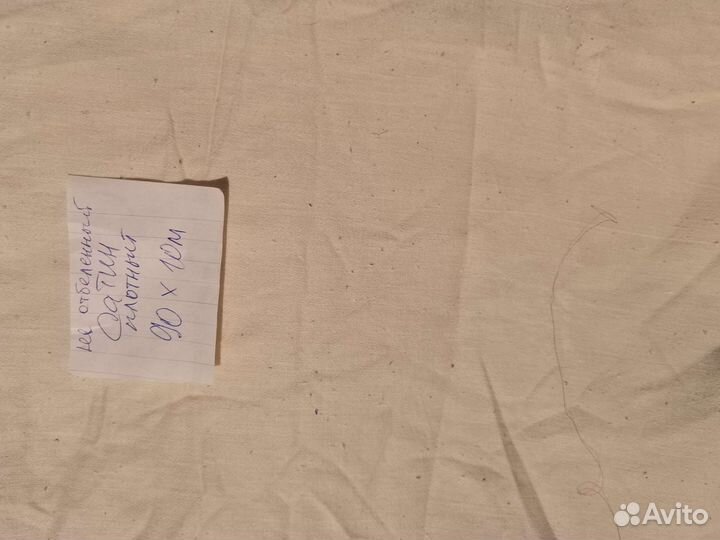 не отбеленный
Сатин
плотный
90 х 10м
Avito